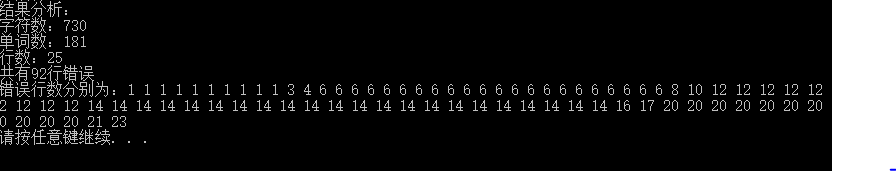 结果分析：
字符数：730
单词数：181
行数：25
共有92行错误
错误行数分别为：1 1 1 1 1 1 1 1 1 1 3 4 6 6 6 6 6 6 6 6 6 6 6 6 6 6 6 6 6 6 6 6 6 6 8 10 12 12 12 12 12
2 12 12 12 14 14 14 14 14 14 14 14 14 14 14 14 14 14 14 14 14 14 14 14 14 14 16 17 20 20 20 20 20 20 20
0 20 20 20 21 23
请按任意键继续. . .